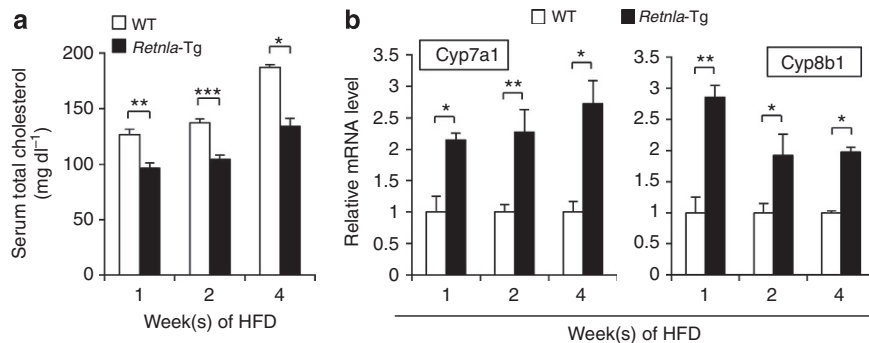 a
WT
Retnla-Tg
Serum total cholesterol
(mg dl⁻¹)
200
150
100
50
0
**
***
*
1 2 4
Week(s) of HFD
b
WT Retnla-Tg
Relative mRNA level
Cyp7a1
3.5
3
2.5
2
1.5
1
0.5
0
*
**
*
1 2 4
Cyp8b1
3.5
3
2.5
2
1.5
1
0.5
0
**
*
*
1 2 4
Week(s) of HFD